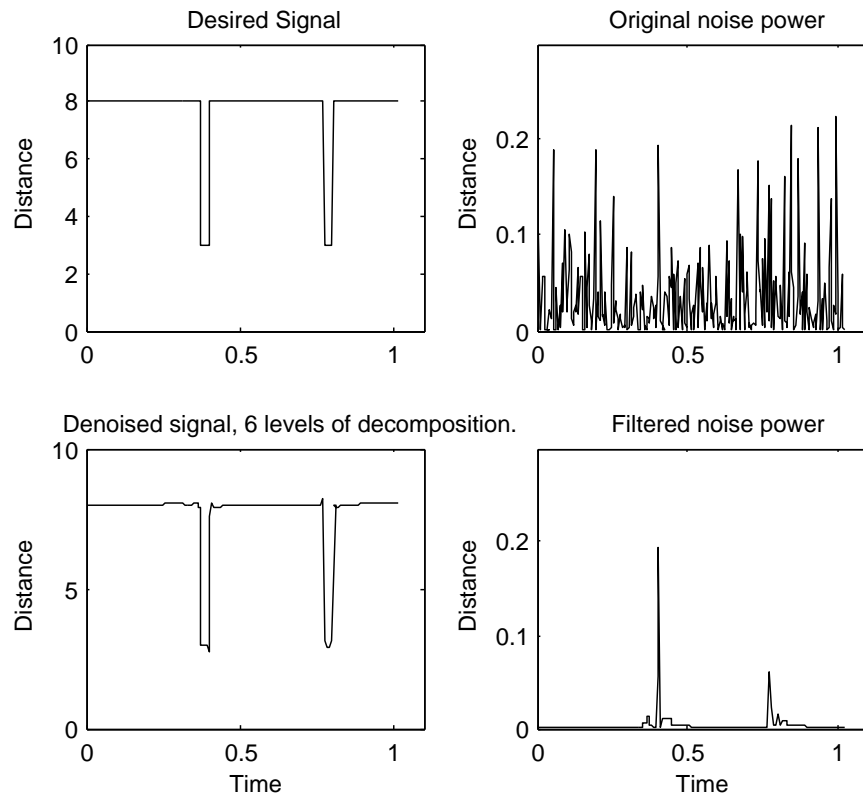 Desired Signal
Distance
10
8
6
4
2
0
0 0.5 1
Original noise power
Distance
0.2
0.1
0
0 0.5 1
Denoised signal, 6 levels of decomposition.
Distance
10
5
0
0 0.5 1
Time
Filtered noise power
Distance
0.2
0.1
0
0 0.5 1
Time